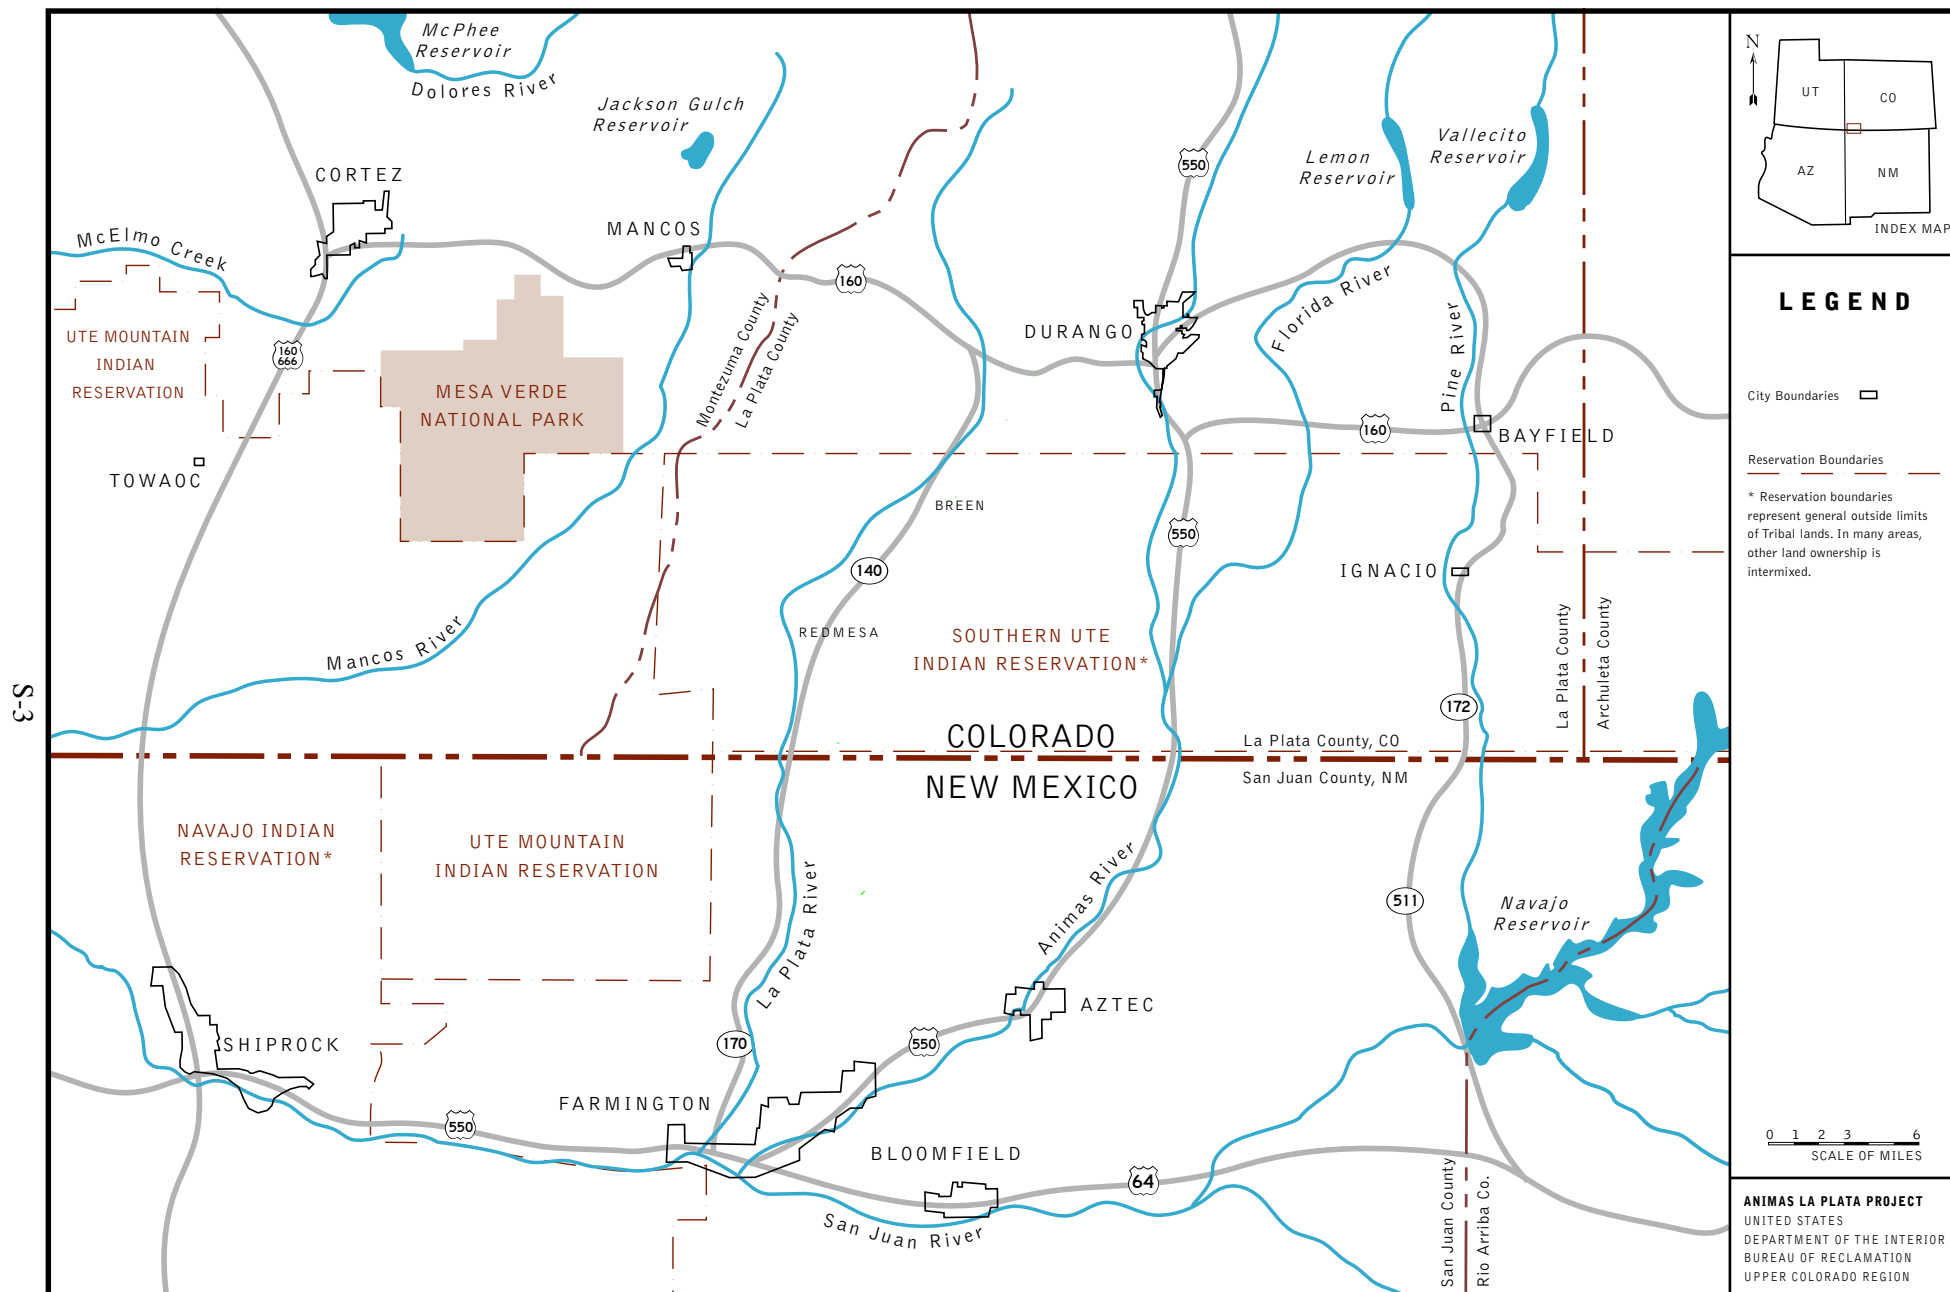 McPhee
Reservoir
Dolores River
Jackson Gulch
Reservoir
CORTEZ
McElmo Creek
MANCOS
160
550
Lemon
Reservoir
Vallecito
Reservoir
UTE MOUNTAIN
INDIAN
RESERVATION
160
666
MESA VERDE
NATIONAL PARK
Montezuma County
La Plata County
DURANGO
Florida River
Pine River
160
BAYFIELD
TOWAOC
BREEN
140
550
IGNACIO
REDMESA
Mancos River
SOUTHERN UTE
INDIAN RESERVATION*
172
La Plata County
Archuleta County
COLORADO
NEW MEXICO
La Plata County, CO
San Juan County, NM
NAVAJO INDIAN
RESERVATION*
UTE MOUNTAIN
INDIAN RESERVATION
La Plata River
Animas River
511
Navajo
Reservoir
AZTEC
SHIPROCK
170
550
FARMINGTON
550
BLOOMFIELD
64
San Juan River
San Juan County
Rio Arriba Co.
S-3
N
UT
CO
AZ
NM
INDEX MAP
LEGEND
City Boundaries
Reservation Boundaries
* Reservation boundaries
represent general outside limits
of Tribal lands. In many areas,
other land ownership is
intermixed.
0 1 2 3 6
SCALE OF MILES
ANIMAS LA PLATA PROJECT
UNITED STATES
DEPARTMENT OF THE INTERIOR
BUREAU OF RECLAMATION
UPPER COLORADO REGION